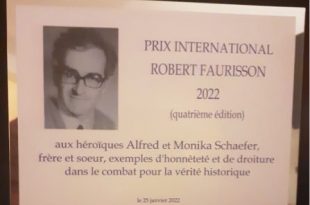 PRIX INTERNATIONAL
ROBERT FAURISSON
2022
(quatrième édition)
aux héroïques Alfred et Monika Schaefer,
frère et soeur, exemples d'honnêteté et de droiture
dans le combat pour la vérité historique
le 25 janvier 2022